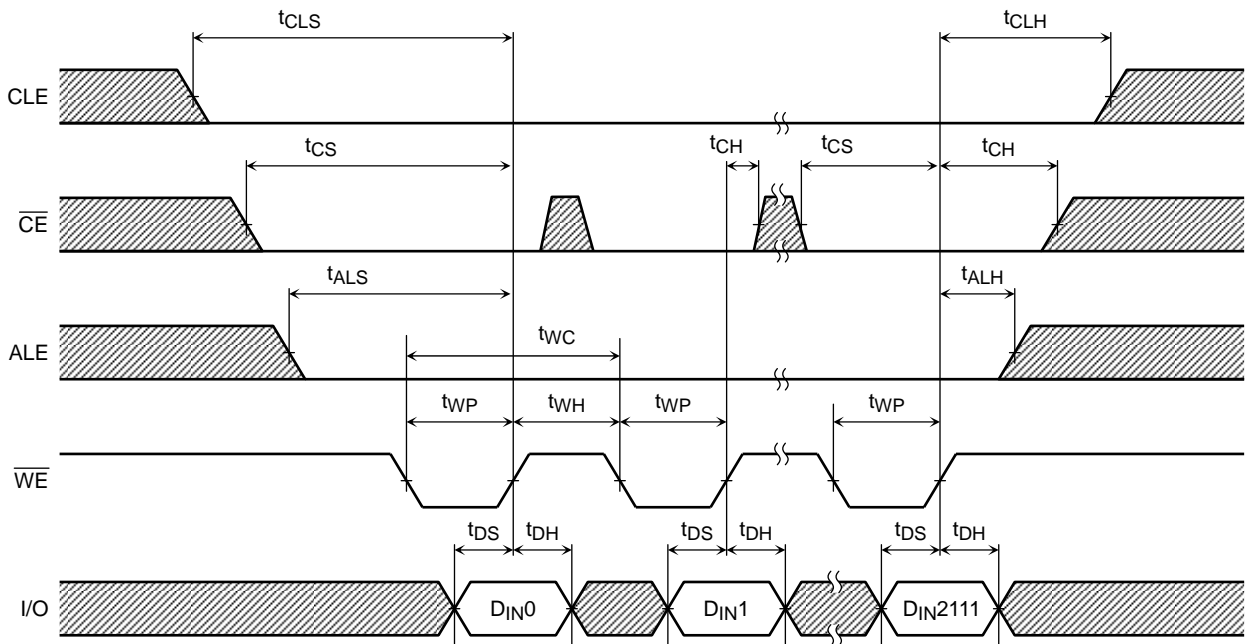 tCLS
tCLH
CLE
tCS
tCH
tCS
tCH
CE
tALS
tALH
tWC
ALE
tWP
tWH
tWP
tWP
WE
tDS
tDH
tDS
tDH
tDS
tDH
I/O
DIN0
DIN1
DIN2111